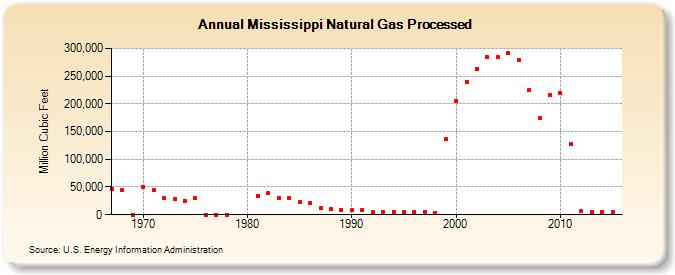 Annual Mississippi Natural Gas Processed
Million Cubic Feet
300,000
250,000
200,000
150,000
100,000
50,000
0
1970 1980 1990 2000 2010
Source: U.S. Energy Information Administration